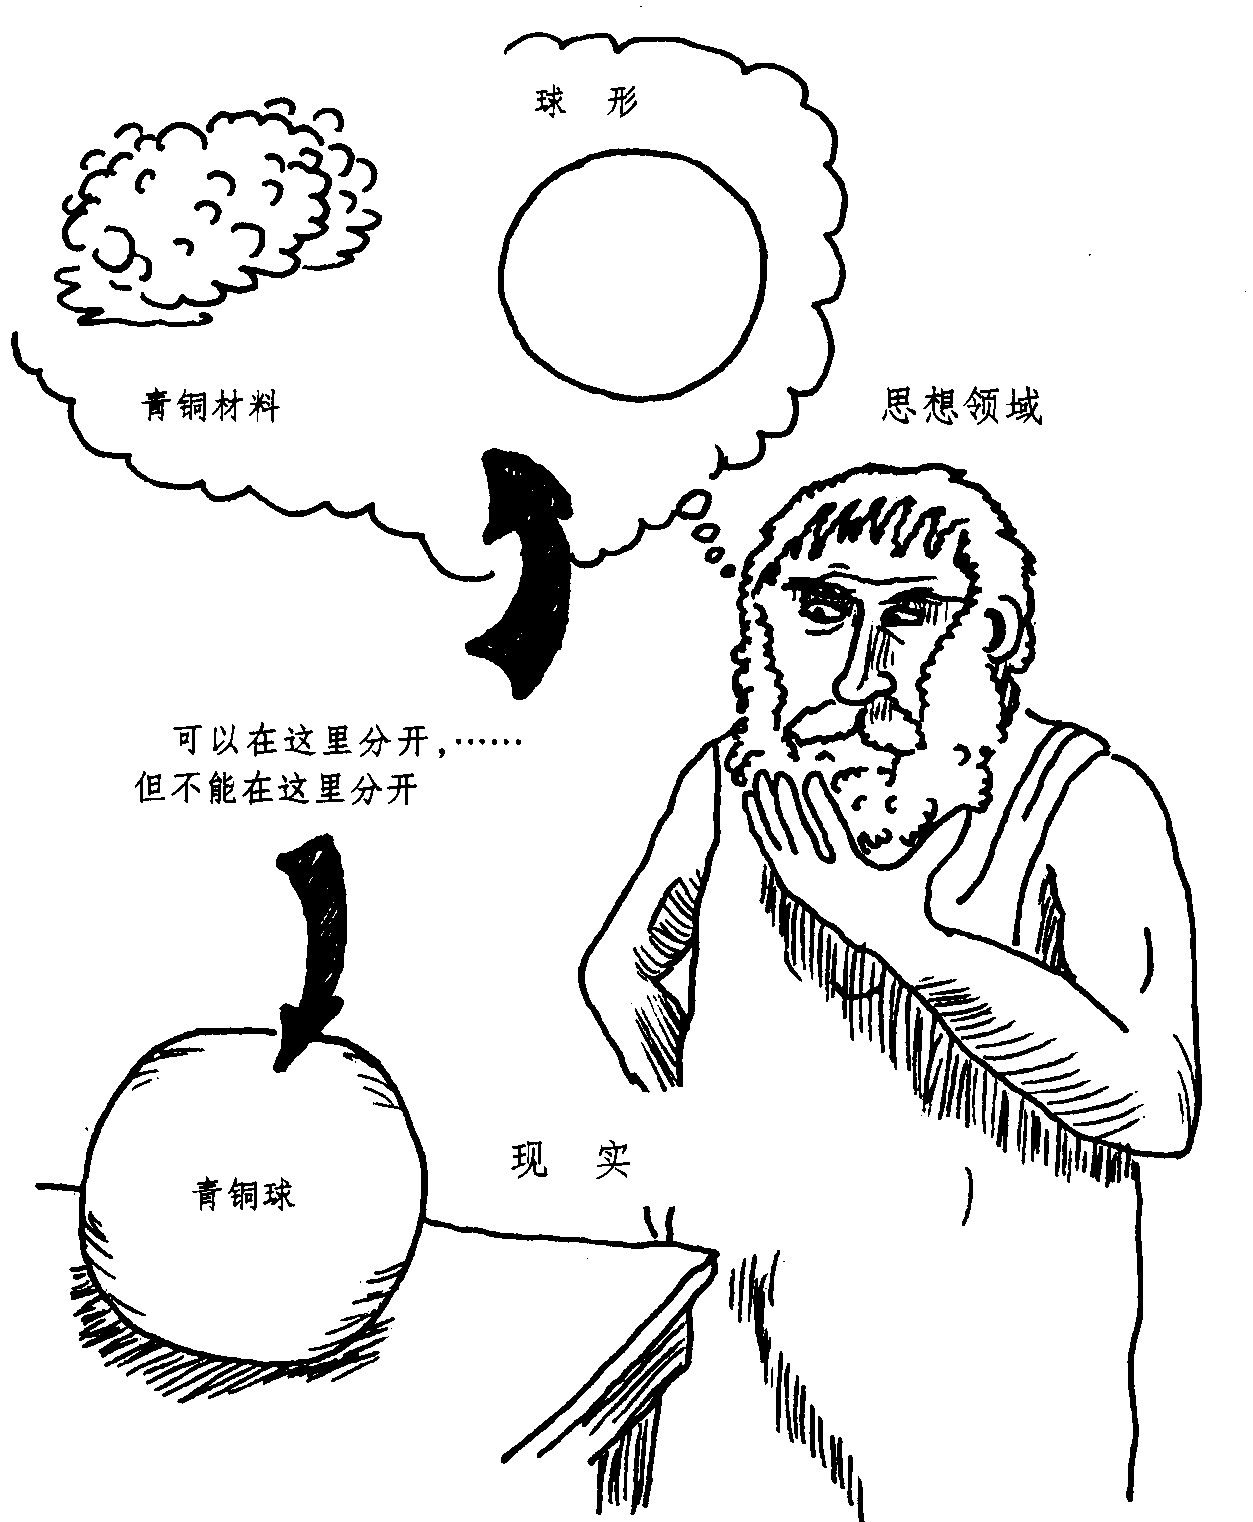 球 形
青铜材料
思想领域
可以在这里分开，……
但不能在这里分开
现 实
青铜球